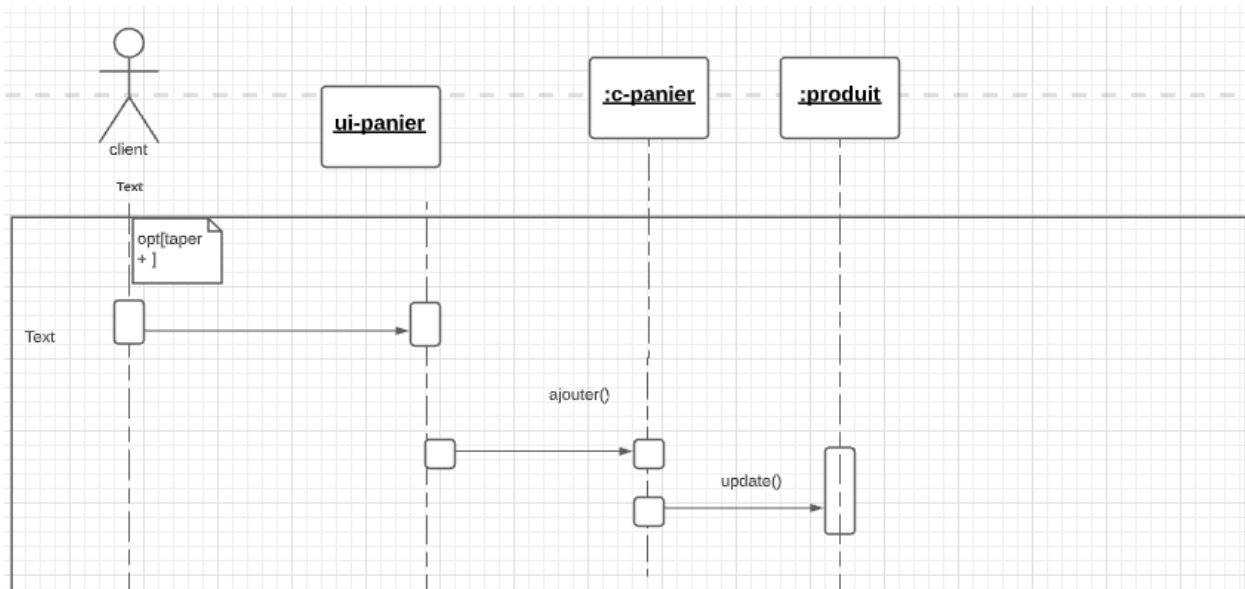 :c-panier
:produit
ui-panier
client
Text
opt[taper
+ ]
Text
ajouter()
update()